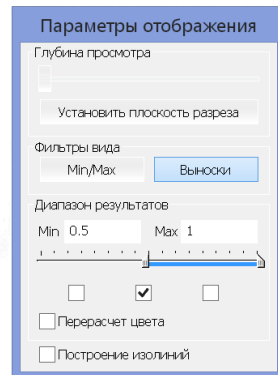 Параметры отображения
Глубина просмотра
Установить плоскость разреза
Фильтры вида
Min/Max Выноски
Диапазон результатов
Min 0.5 Max 1
Перерасчет цвета
Построение изолиний